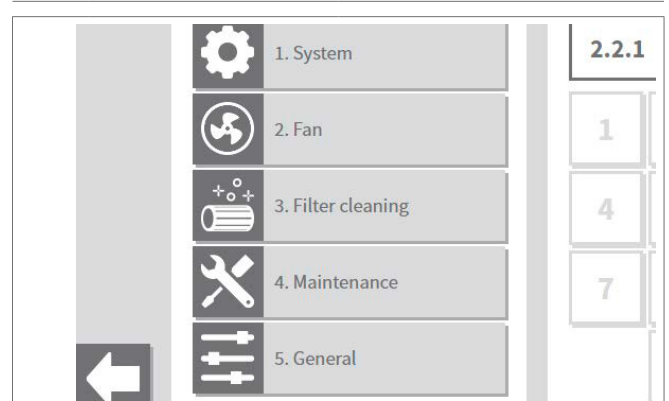 1. System
2. Fan
3. Filter cleaning
4. Maintenance
5. General
2.2.1
1
4
7